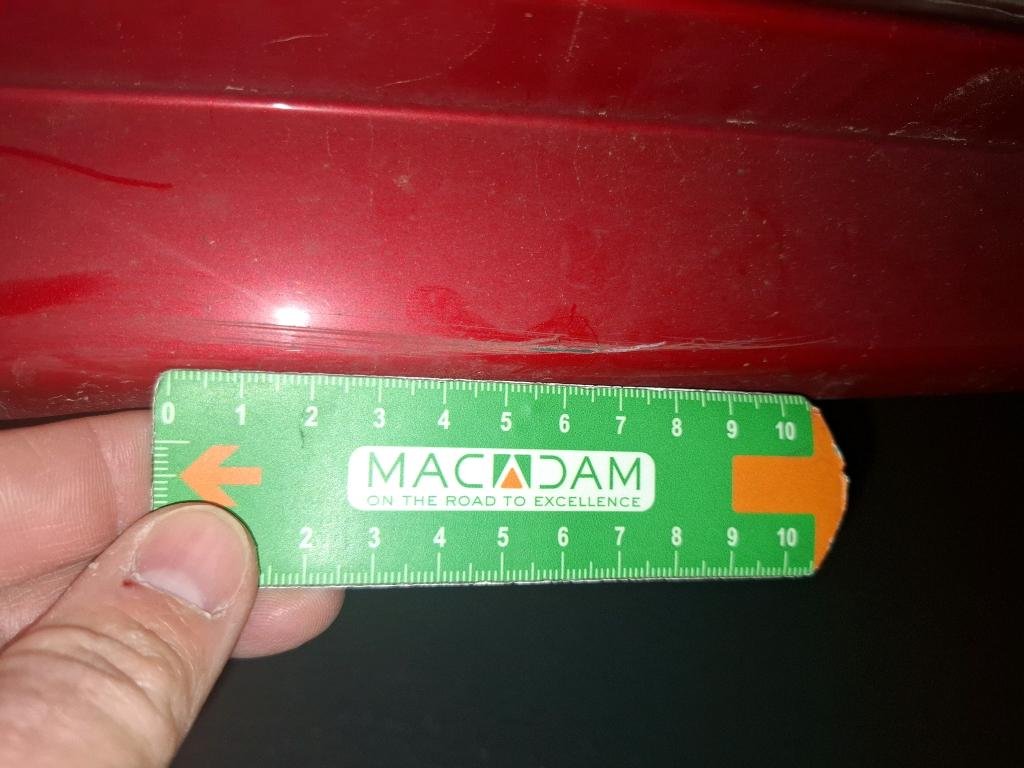 0 1 2 3 4 5 6 7 8 9 10
MACADAM
ON THE ROAD TO EXCELLENCE
2 3 4 5 6 7 8 9 10